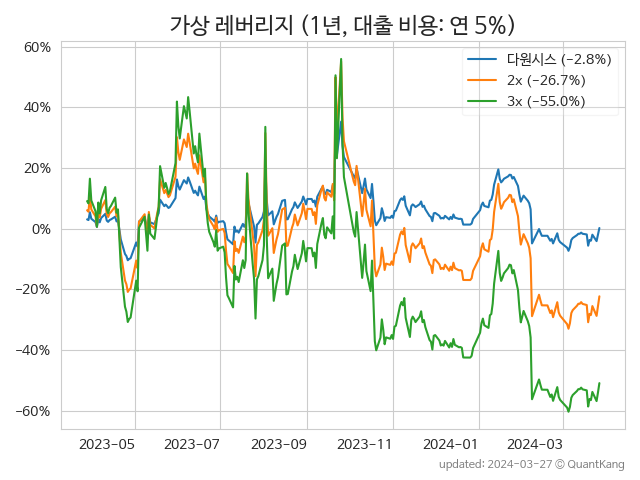 가상 레버리지 (1년, 대출 비용: 연 5%)
60%
40%
20%
0%
−20%
−40%
−60%
다원시스 (−2.8%)
2x (−26.7%)
3x (−55.0%)
2023-05
2023-07
2023-09
2023-11
2024-01
2024-03
updated: 2024-03-27 © QuantKang